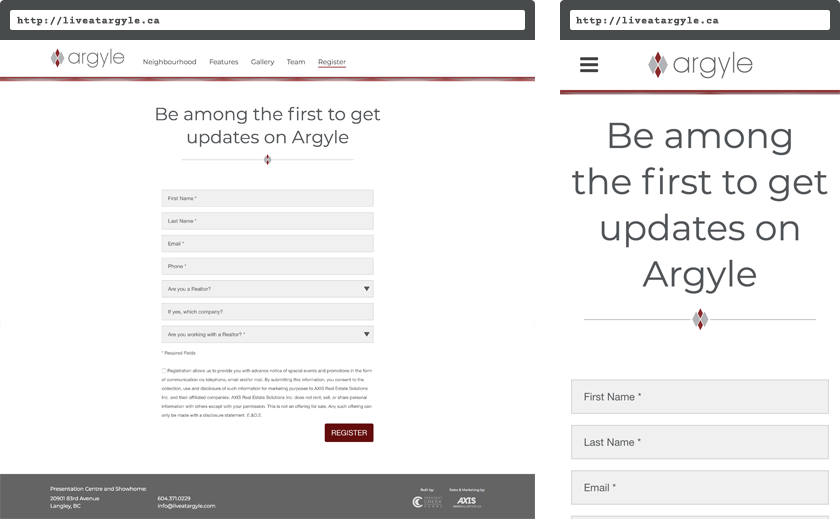 http://liveatargyle.ca
argyle
Neighbourhood Features Gallery Team Register
Be among the first to get
updates on Argyle
First Name *
Last Name *
Email *
Phone *
Are you a Realtor?
If yes, which company?
Are you working with a Realtor? *
* Required Fields
Registration allows us to provide you with advance notice of special events and promotions in the form
of communication via telephone, email and/or mail. By submitting this information, you consent to the
collection, use and disclosure of such information for marketing purposes to AXIS Real Estate Solutions
Inc. and their affiliated companies. AXIS Real Estate Solutions Inc. does not rent, sell, or share personal
information with others except with your permission. This is not an offering for sale. Any such offering can
only be made with a disclosure statement. E.&O.E.
REGISTER
Presentation Centre and Showhome:
20901 83rd Avenue
Langley, BC
604.371.0229
info@liveatargyle.com
Built by:
Sales & Marketing by:
AXIS
http://liveatargyle.ca
argyle
Be among
the first to get
updates on
Argyle
First Name *
Last Name *
Email *